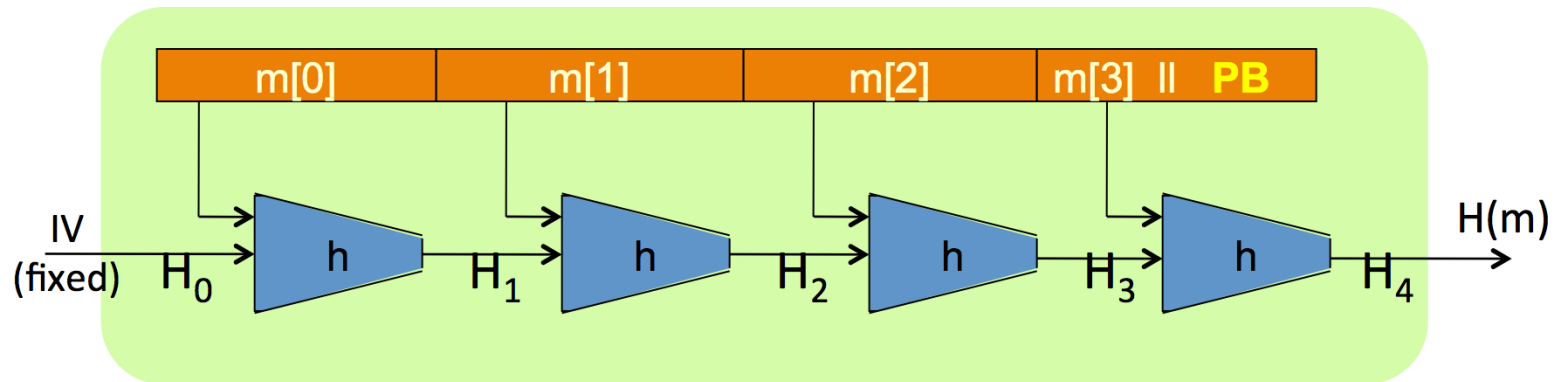 m[0] m[1] m[2] m[3] ll PB
IV
(fixed)
H₀ h H₁ h H₂ h H₃ h H₄
H(m)